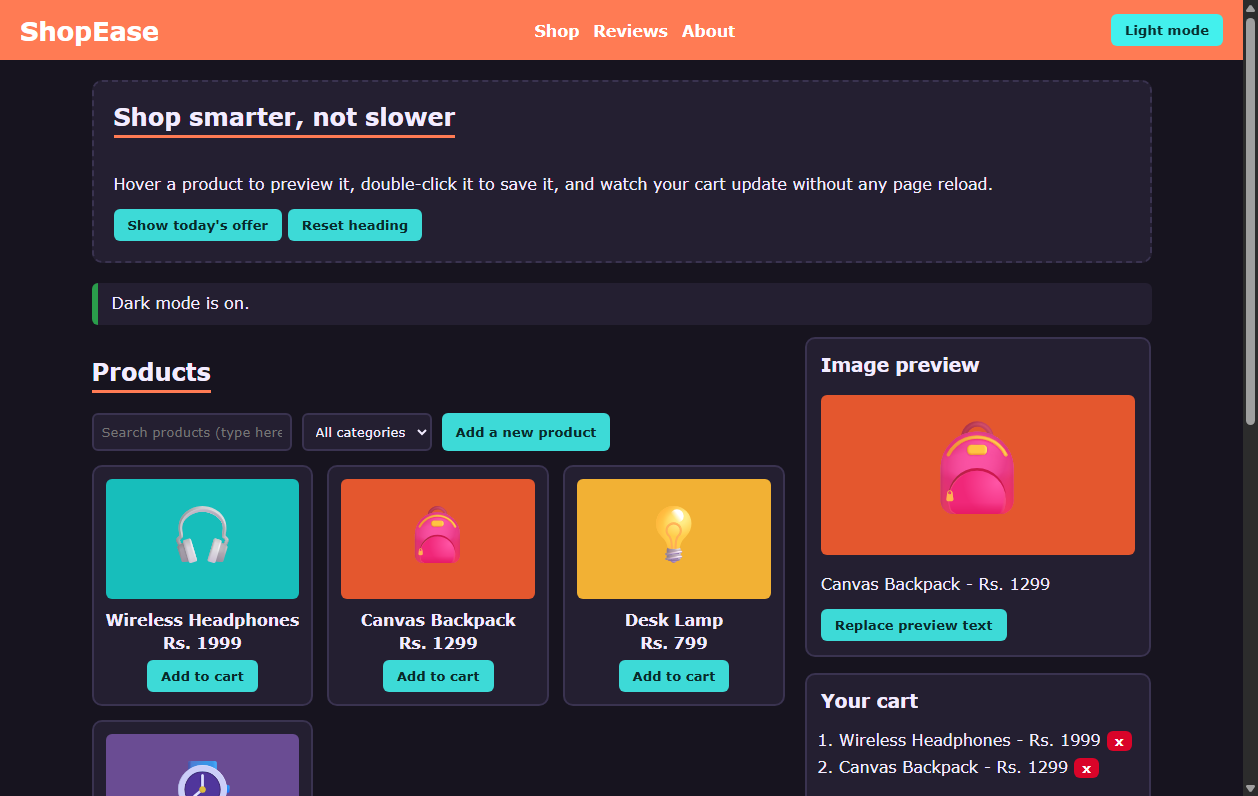 ShopEase
Shop Reviews About
Light mode
Shop smarter, not slower
Hover a product to preview it, double-click it to save it, and watch your cart update without any page reload.
Show today's offer
Reset heading
Dark mode is on.
Products
Search products (type here
All categories
Add a new product
Wireless Headphones
Rs. 1999
Add to cart
Canvas Backpack
Rs. 1299
Add to cart
Desk Lamp
Rs. 799
Add to cart
Image preview
Canvas Backpack - Rs. 1299
Replace preview text
Your cart
1. Wireless Headphones - Rs. 1999 x
2. Canvas Backpack - Rs. 1299 x